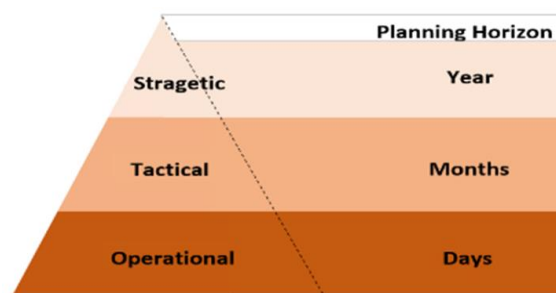 Planning Horizon
Stragetic Year
Tactical Months
Operational Days